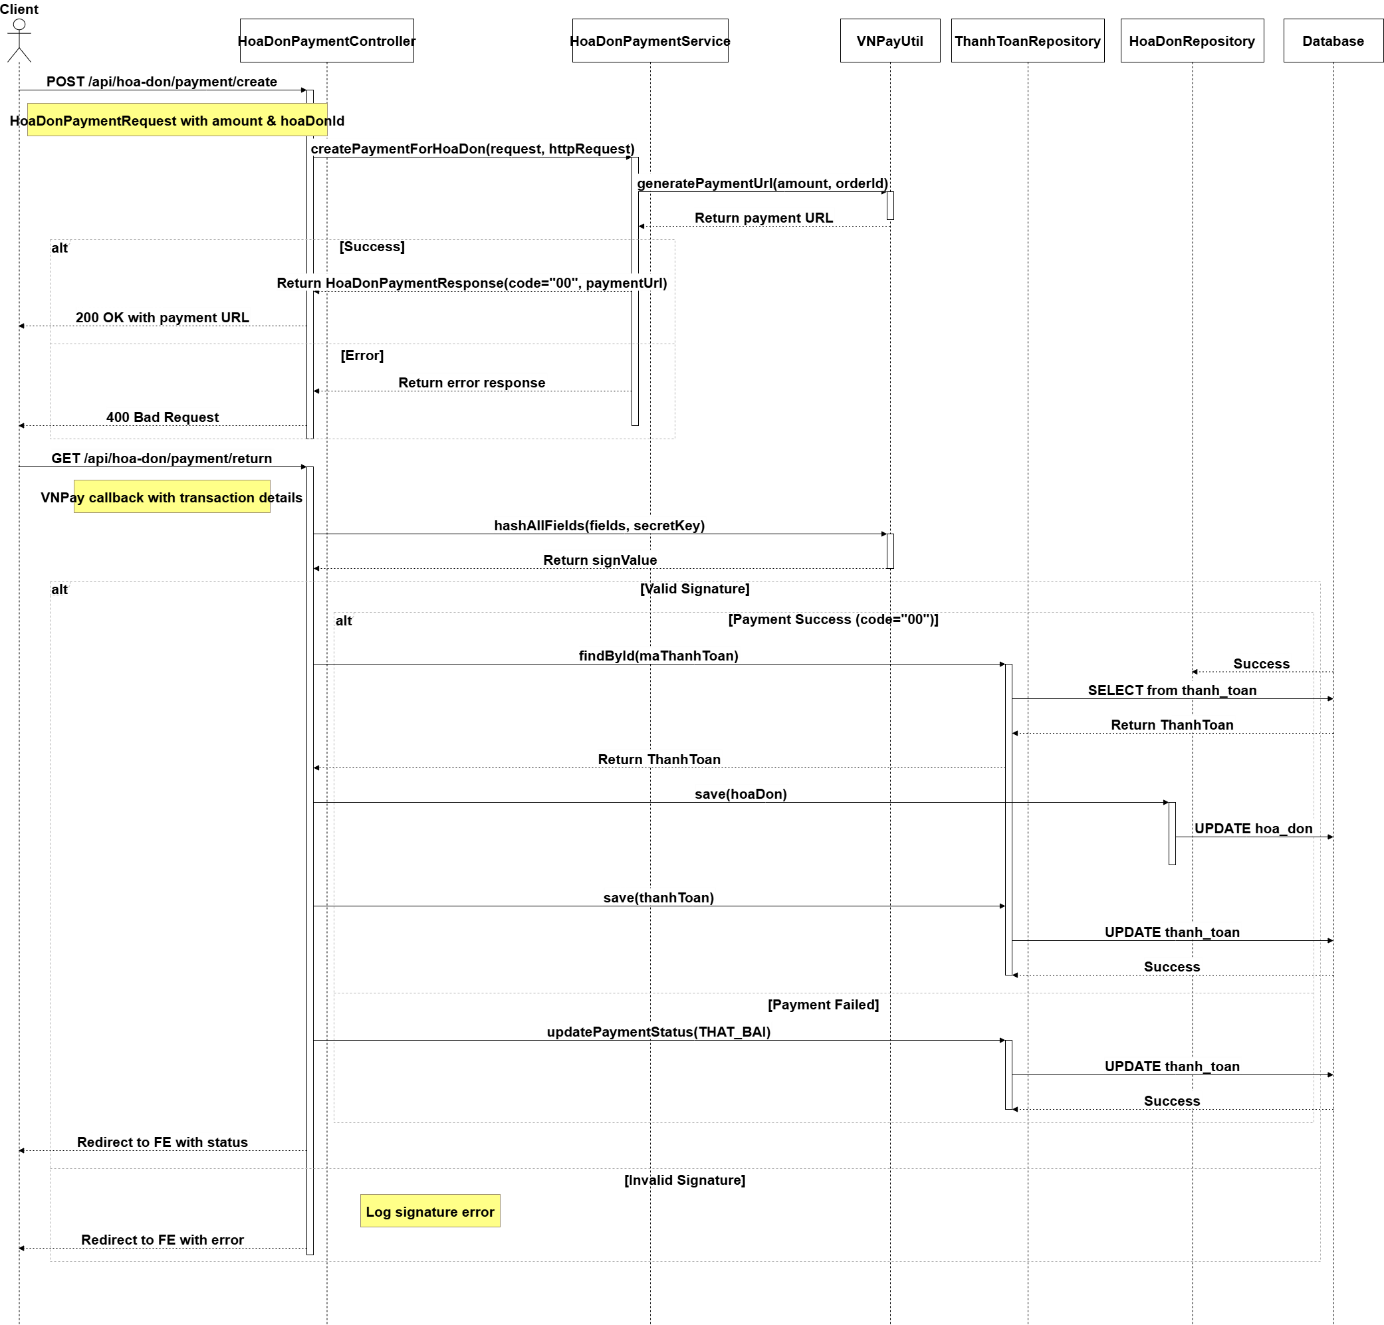 Client
HoaDonPaymentController
HoaDonPaymentService
VNPayUtil
ThanhToanRepository
HoaDonRepository
Database
POST /api/hoa-don/payment/create
HoaDonPaymentRequest with amount & hoaDonId
createPaymentForHoaDon(request, httpRequest)
generatePaymentUrl(amount, orderId)
Return payment URL
alt
[Success]
Return HoaDonPaymentResponse(code="00", paymentUrl)
200 OK with payment URL
[Error]
Return error response
400 Bad Request
GET /api/hoa-don/payment/return
VNPay callback with transaction details
hashAllFields(fields, secretKey)
Return signValue
alt
[Valid Signature]
alt
[Payment Success (code="00")]
findById(maThanhToan)
Success
SELECT from thanh_toan
Return ThanhToan
Return ThanhToan
save(hoaDon)
UPDATE hoa_don
save(thanhToan)
UPDATE thanh_toan
Success
[Payment Failed]
updatePaymentStatus(THAT_BAI)
UPDATE thanh_toan
Success
Redirect to FE with status
[Invalid Signature]
Log signature error
Redirect to FE with error